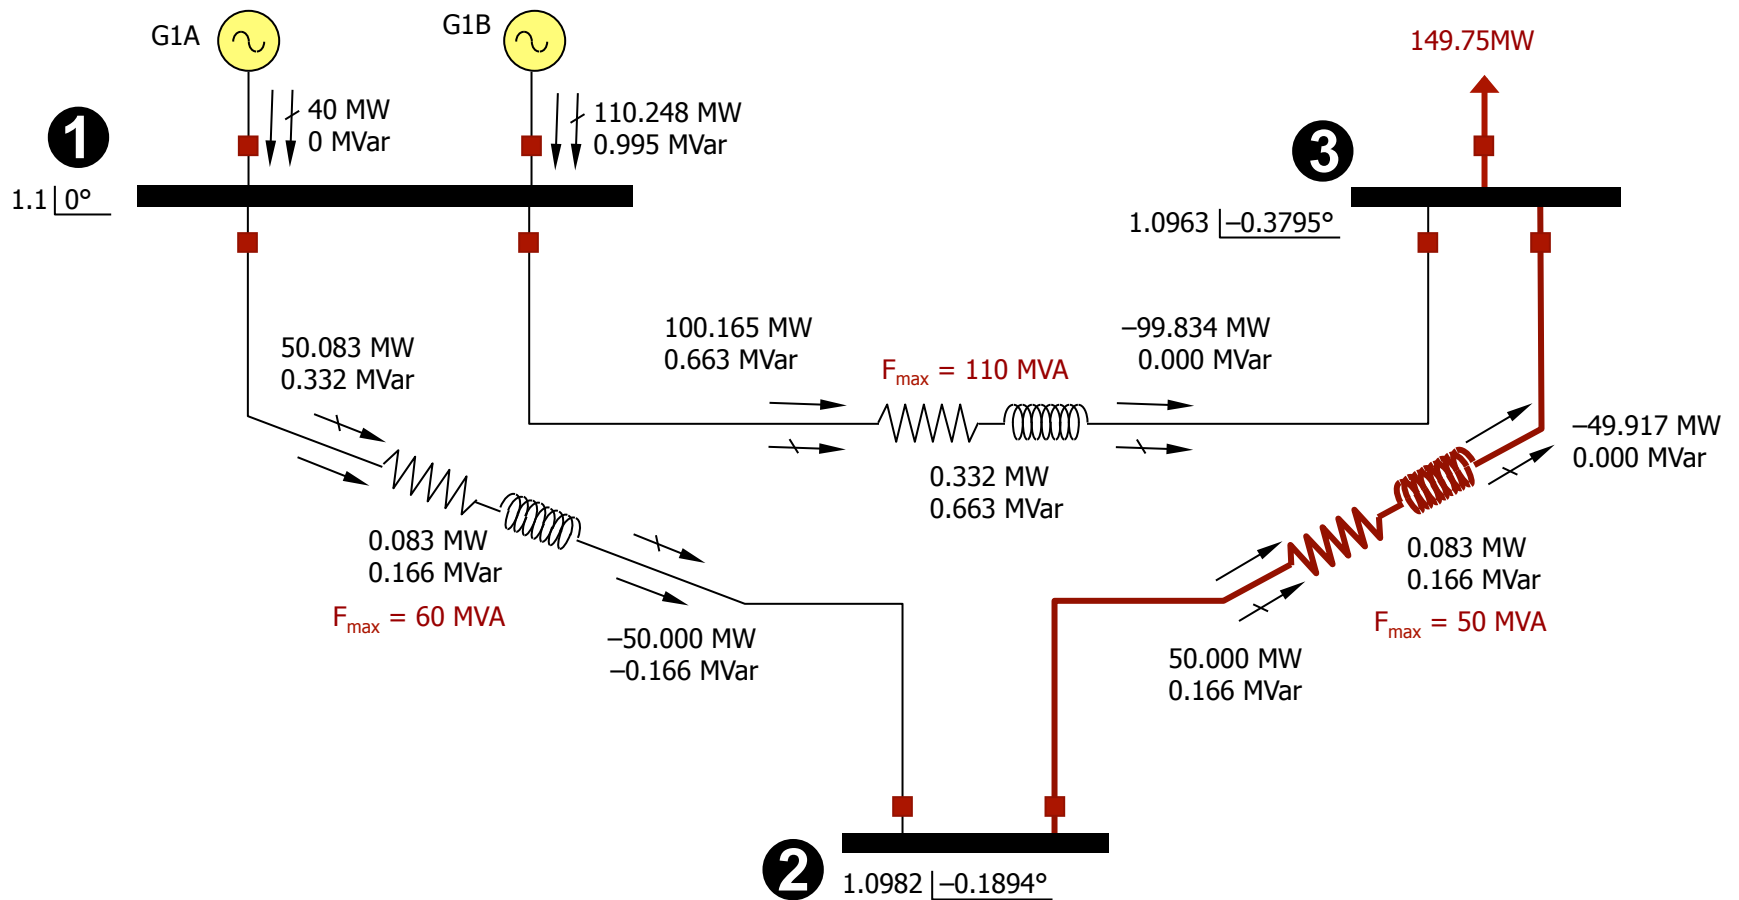 G1A
G1B
149.75MW
40 MW
0 MVar
110.248 MW
0.995 MVar
1
3
1.1 0°
1.0963 –0.3795°
50.083 MW
0.332 MVar
100.165 MW
0.663 MVar
F_max = 110 MVA
–99.834 MW
0.000 MVar
–49.917 MW
0.000 MVar
0.332 MW
0.663 MVar
0.083 MW
0.166 MVar
F_max = 60 MVA
0.083 MW
0.166 MVar
F_max = 50 MVA
–50.000 MW
–0.166 MVar
50.000 MW
0.166 MVar
2
1.0982 –0.1894°